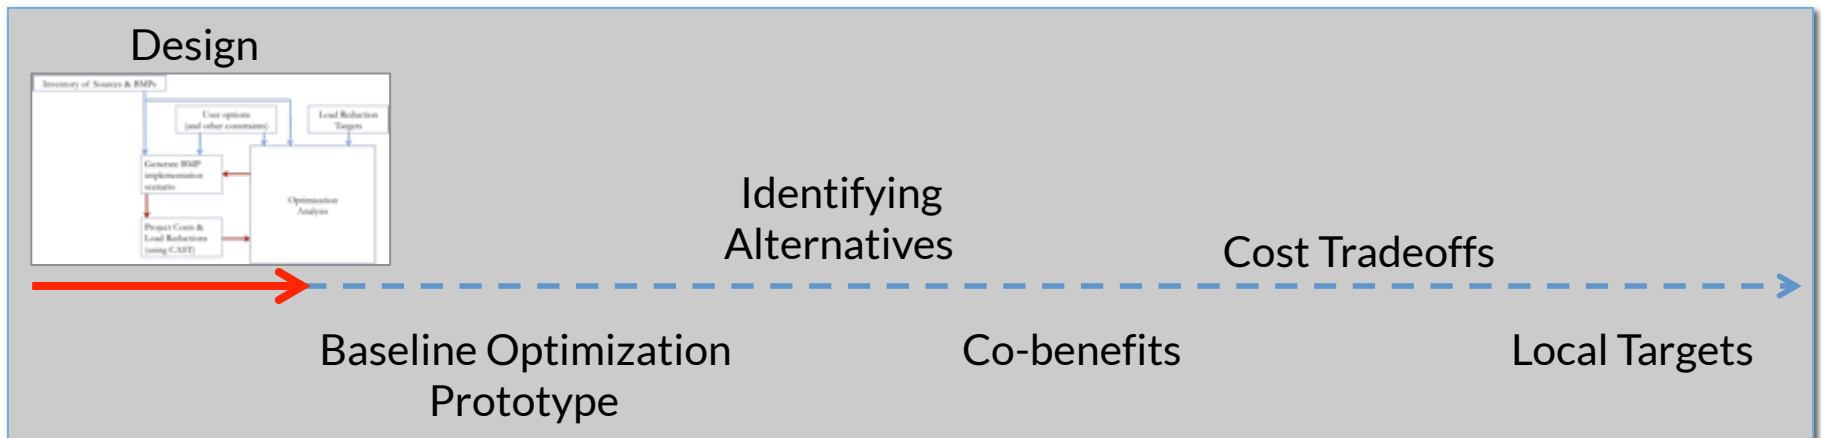 Design
Inventory of Sources & BMPs
User options
(and other constraints)
Load Reduction
Targets
Generate BMP
implementation
scenario
Optimization
Analysis
Project Costs &
Load Reductions
(using CAST)
Identifying
Alternatives
Cost Tradeoffs
Baseline Optimization
Prototype
Co-benefits
Local Targets